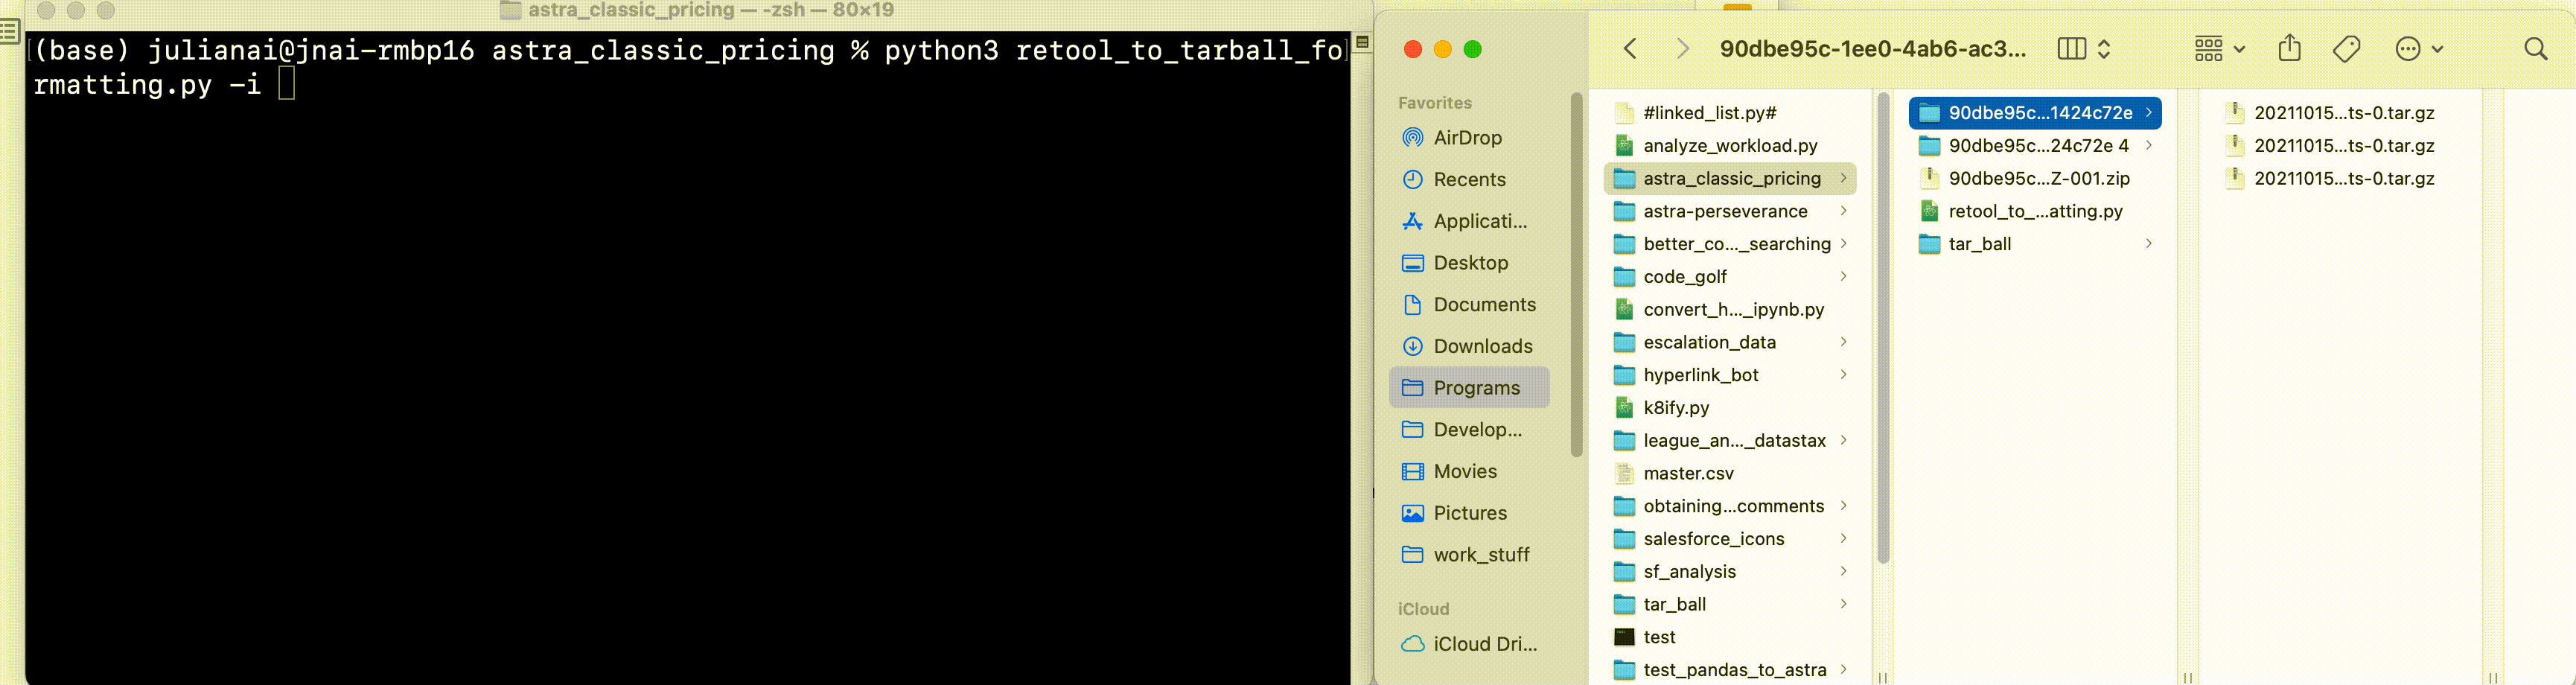 astra_classic_pricing — -zsh — 80×19
(base) julianai@jnai-rmbp16 astra_classic_pricing % python3 retool_to_tarball_fo
rmatting.py -i
90dbe95c-1ee0-4ab6-ac3...
Favorites
AirDrop
Recents
Applicati...
Desktop
Documents
Downloads
Programs
Develop...
Movies
Pictures
work_stuff
iCloud
iCloud Dri...
#linked_list.py#
analyze_workload.py
astra_classic_pricing
astra-perseverance
better_co..._searching
code_golf
convert_h..._ipynb.py
escalation_data
hyperlink_bot
k8ify.py
league_an..._datastax
master.csv
obtaining...comments
salesforce_icons
sf_analysis
tar_ball
test
test_pandas_to_astra
90dbe95c...1424c72e
90dbe95c...24c72e 4
90dbe95c...Z-001.zip
retool_to_...atting.py
tar_ball
20211015...ts-0.tar.gz
20211015...ts-0.tar.gz
20211015...ts-0.tar.gz